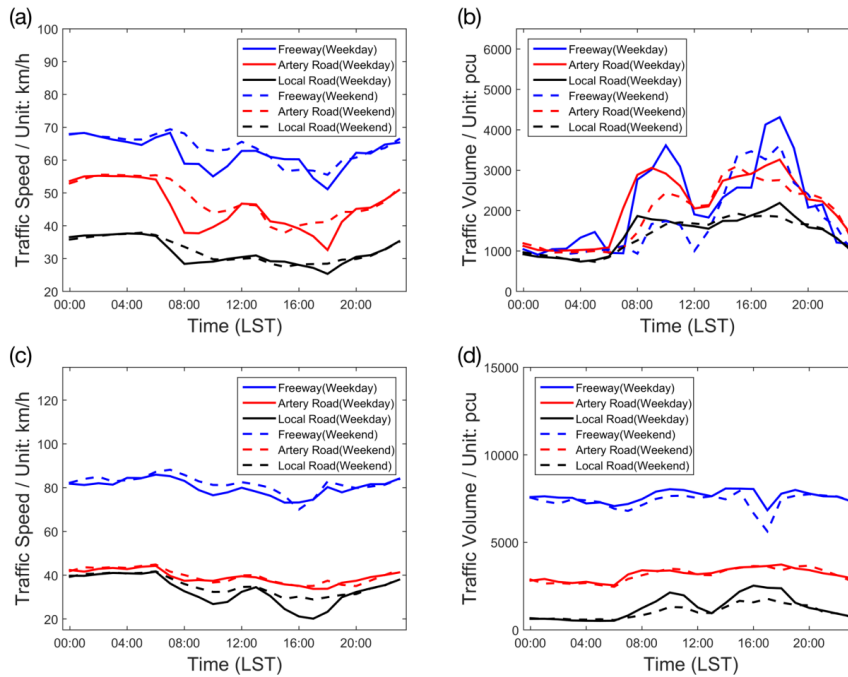 (a)
Traffic Speed / Unit: km/h
100
90
80
70
60
50
40
30
20
00:00 04:00 08:00 12:00 16:00 20:00
Time (LST)
Freeway(Weekday)
Artery Road(Weekday)
Local Road(Weekday)
Freeway(Weekend)
Artery Road(Weekend)
Local Road(Weekend)
(b)
Traffic Volume / Unit: pcu
6000
5000
4000
3000
2000
1000
0
00:00 04:00 08:00 12:00 16:00 20:00
Time (LST)
Freeway(Weekday)
Artery Road(Weekday)
Local Road(Weekday)
Freeway(Weekend)
Artery Road(Weekend)
Local Road(Weekend)
(c)
Traffic Speed / Unit: km/h
120
100
80
60
40
20
00:00 04:00 08:00 12:00 16:00 20:00
Time (LST)
Freeway(Weekday)
Artery Road(Weekday)
Local Road(Weekday)
Freeway(Weekend)
Artery Road(Weekend)
Local Road(Weekend)
(d)
Traffic Volume / Unit: pcu
15000
10000
5000
0
00:00 04:00 08:00 12:00 16:00 20:00
Time (LST)
Freeway(Weekday)
Artery Road(Weekday)
Local Road(Weekday)
Freeway(Weekend)
Artery Road(Weekend)
Local Road(Weekend)